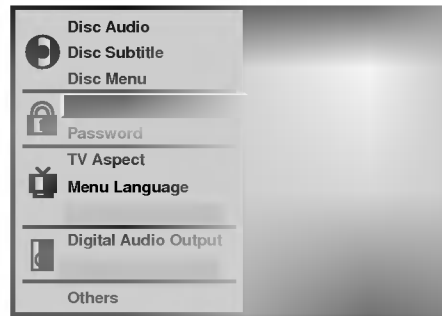 Disc Audio
Disc Subtitle
Disc Menu
Password
TV Aspect
Menu Language
Digital Audio Output
Others